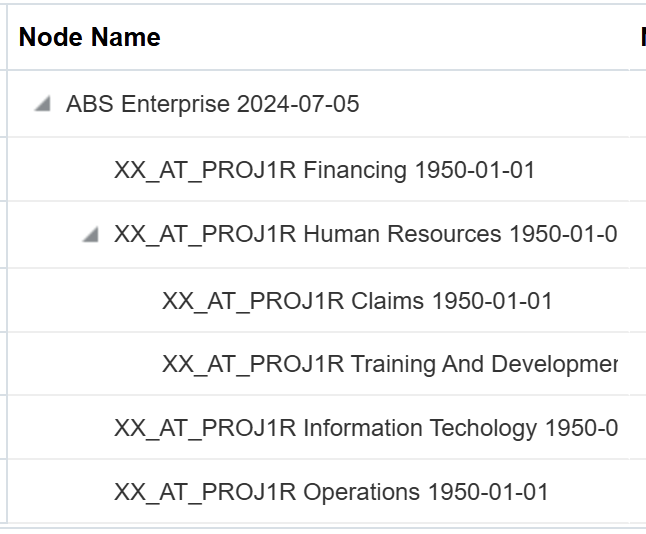 Node Name
ABS Enterprise 2024-07-05
XX_AT_PROJ1R Financing 1950-01-01
XX_AT_PROJ1R Human Resources 1950-01-0
XX_AT_PROJ1R Claims 1950-01-01
XX_AT_PROJ1R Training And
XX_AT_PROJ1R Information Techology 1950-0
XX_AT_PROJ1R Operations 1950-01-01